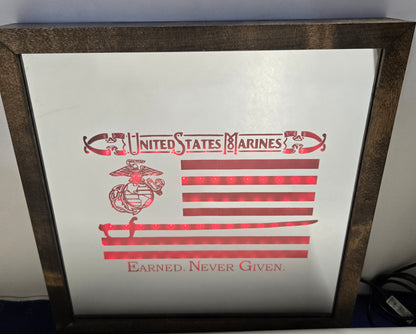 United States Marines
Earned. Never Given.